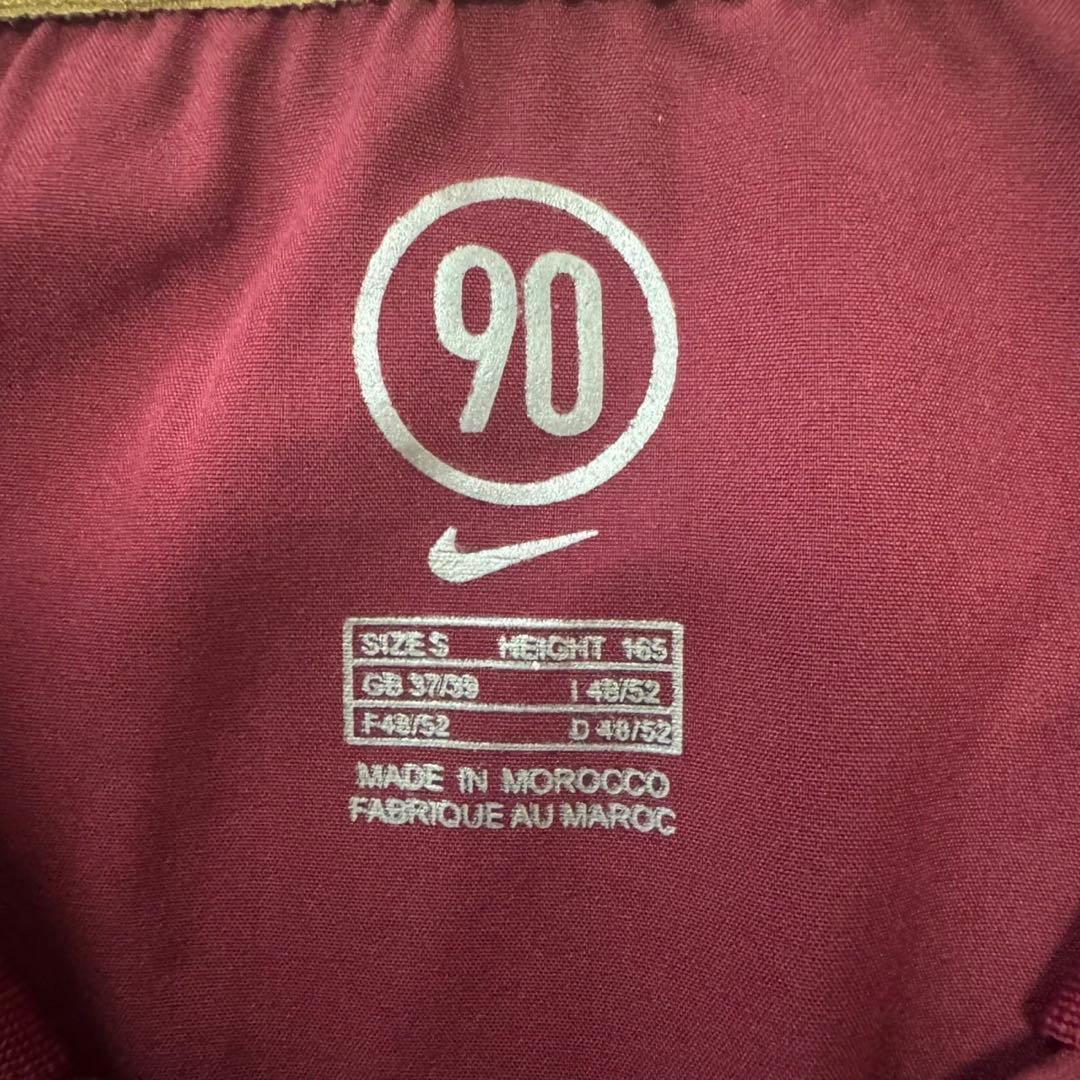 90
SIZE S HEIGHT 165
GB 37/39 I 48/52
F 48/52 D 48/52
MADE IN MOROCCO
FABRIQUE AU MAROC